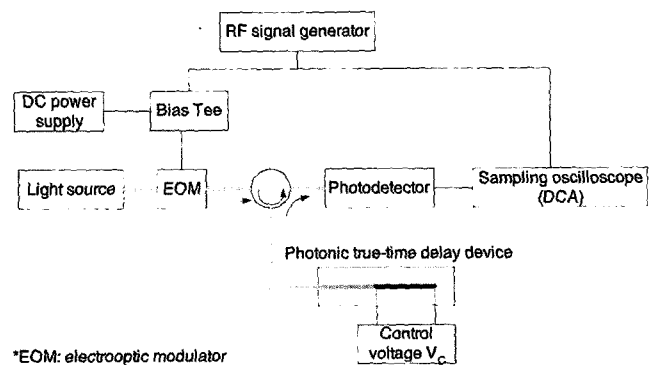 RF signal generator
DC power
supply
Bias Tee
Light source
EOM
Photodetector
Sampling oscilloscope
(DCA)
Photonic true-time delay device
Control
voltage VC
*EOM: electrooptic modulator